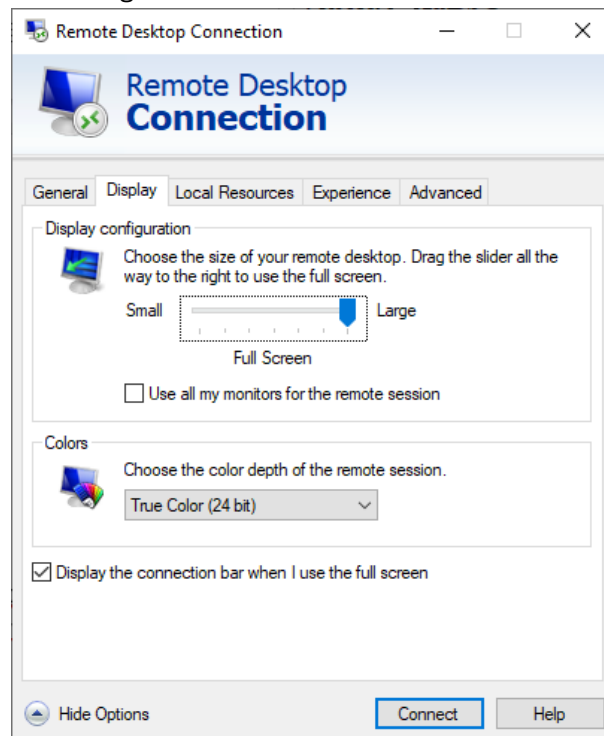 Remote Desktop Connection
Remote Desktop
Connection
General Display Local Resources Experience Advanced
Display configuration
Choose the size of your remote desktop. Drag the slider all the
way to the right to use the full screen.
Small Large
Full Screen
Use all my monitors for the remote session
Colors
Choose the color depth of the remote session.
True Color (24 bit)
Display the connection bar when I use the full screen
Hide Options Connect Help